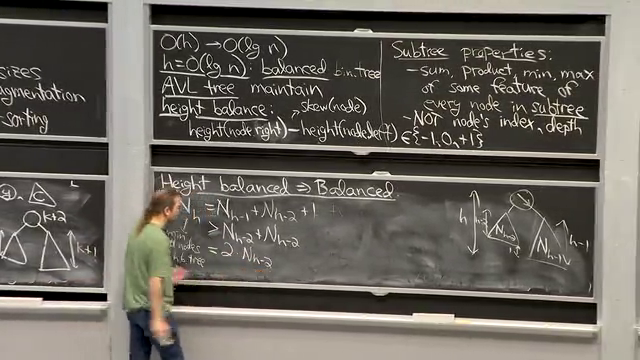 sizes
augmentation
-sorting
O(h) → O(lg n)
h=O(lg n): balanced bin.tree
AVL tree maintain
height balance: skew(node)
height(node.right)-height(node.left) ∈ {-1,0,+1}
Subtree properties:
-sum, product, min, max
of some feature of
every node in subtree
-NOT node's index, depth
C
k+2
k+1
Height balanced ⇒ Balanced
N_h = N_{h-1} + N_{h-2} + 1
≥ N_{h-2} + N_{h-2}
nodes
tree
= 2·N_{h-2}
h
N_{h-2}
N_{h-1}
h-1